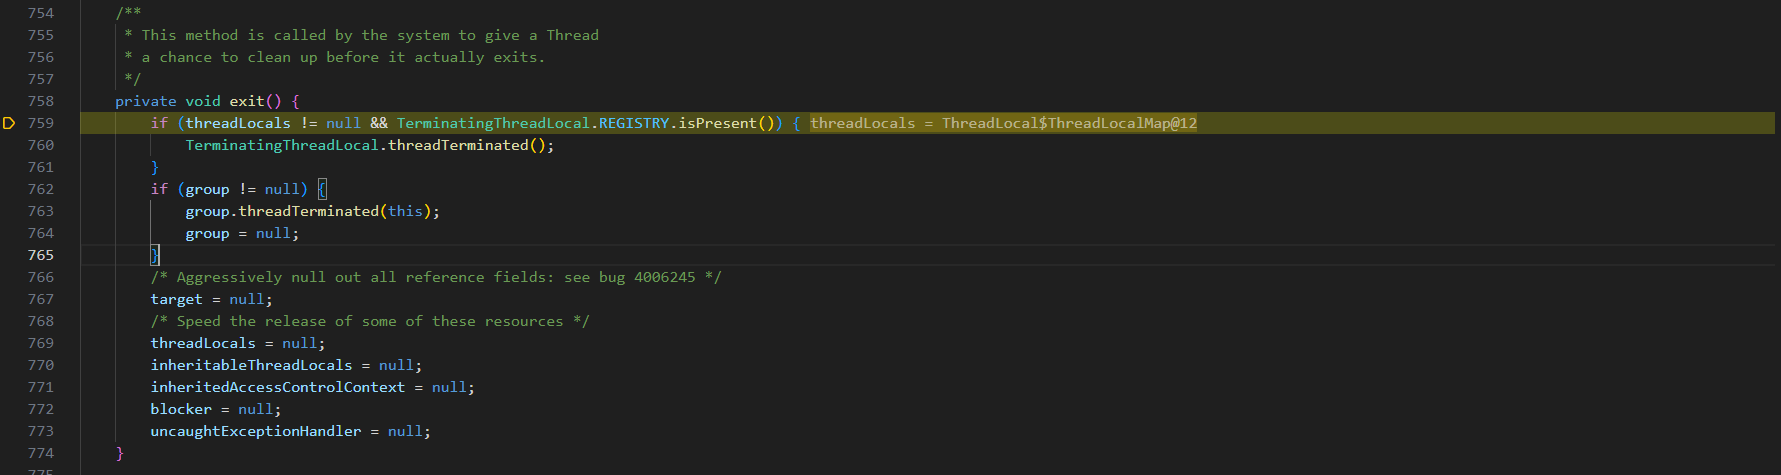 754 /**
755 * This method is called by the system to give a Thread
756 * a chance to clean up before it actually exits.
757 */
758 private void exit() {
759 if (threadLocals != null && TerminatingThreadLocal.REGISTRY.isPresent()) { threadLocals = ThreadLocal$ThreadLocalMap@12
760 TerminatingThreadLocal.threadTerminated();
761 }
762 if (group != null) {
763 group.threadTerminated(this);
764 group = null;
765 }
766 /* Aggressively null out all reference fields: see bug 4006245 */
767 target = null;
768 /* Speed the release of some of these resources */
769 threadLocals = null;
770 inheritableThreadLocals = null;
771 inheritedAccessControlContext = null;
772 blocker = null;
773 uncaughtExceptionHandler = null;
774 }
775